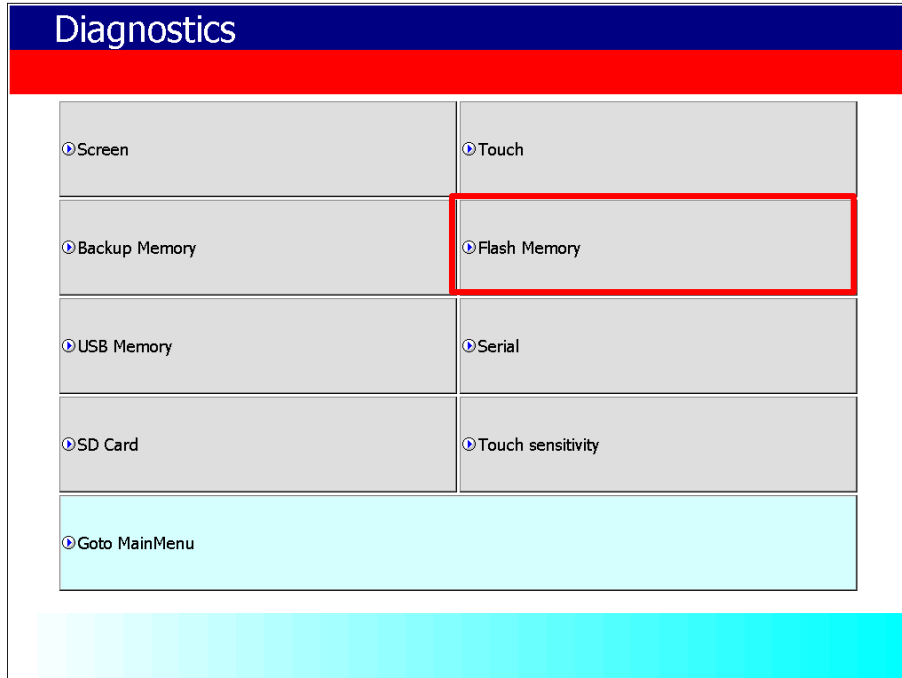 Diagnostics
Screen
Touch
Backup Memory
Flash Memory
USB Memory
Serial
SD Card
Touch sensitivity
Goto MainMenu